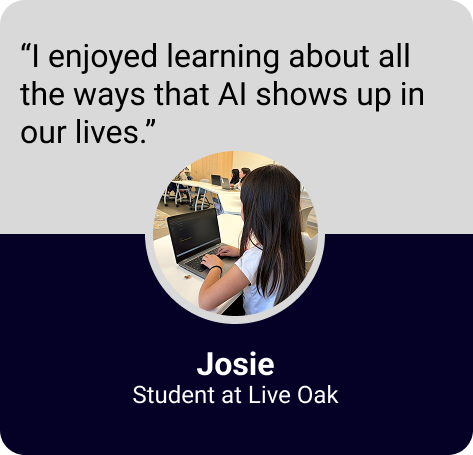 “I enjoyed learning about all
the ways that AI shows up in
our lives.”
Josie
Student at Live Oak